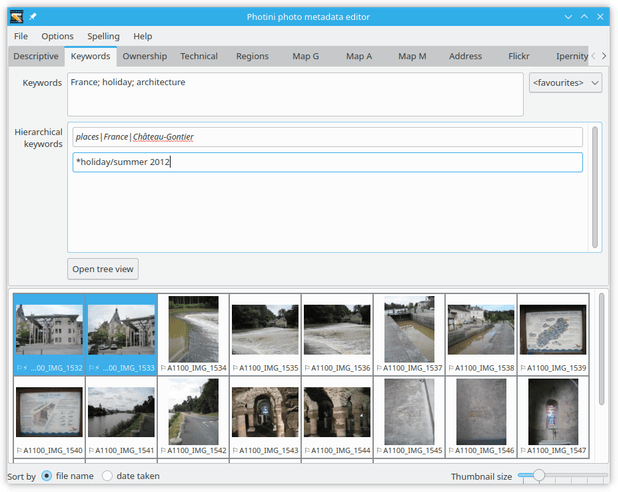 Photini photo metadata editor
File Options Spelling Help
Descriptive Keywords Ownership Technical Regions Map G Map A Map M Address Flickr Ipernity
Keywords France; holiday; architecture <favourites>
Hierarchical
keywords
places|France|Château-Gontier
*holiday/summer 2012
Open tree view
...00_IMG_1532 ...00_IMG_1533 A1100_IMG_1534 A1100_IMG_1535 A1100_IMG_1536 A1100_IMG_1537 A1100_IMG_1538 A1100_IMG_1539
A1100_IMG_1540 A1100_IMG_1541 A1100_IMG_1542 A1100_IMG_1543 A1100_IMG_1544 A1100_IMG_1545 A1100_IMG_1546 A1100_IMG_1547
Sort by file name date taken Thumbnail size